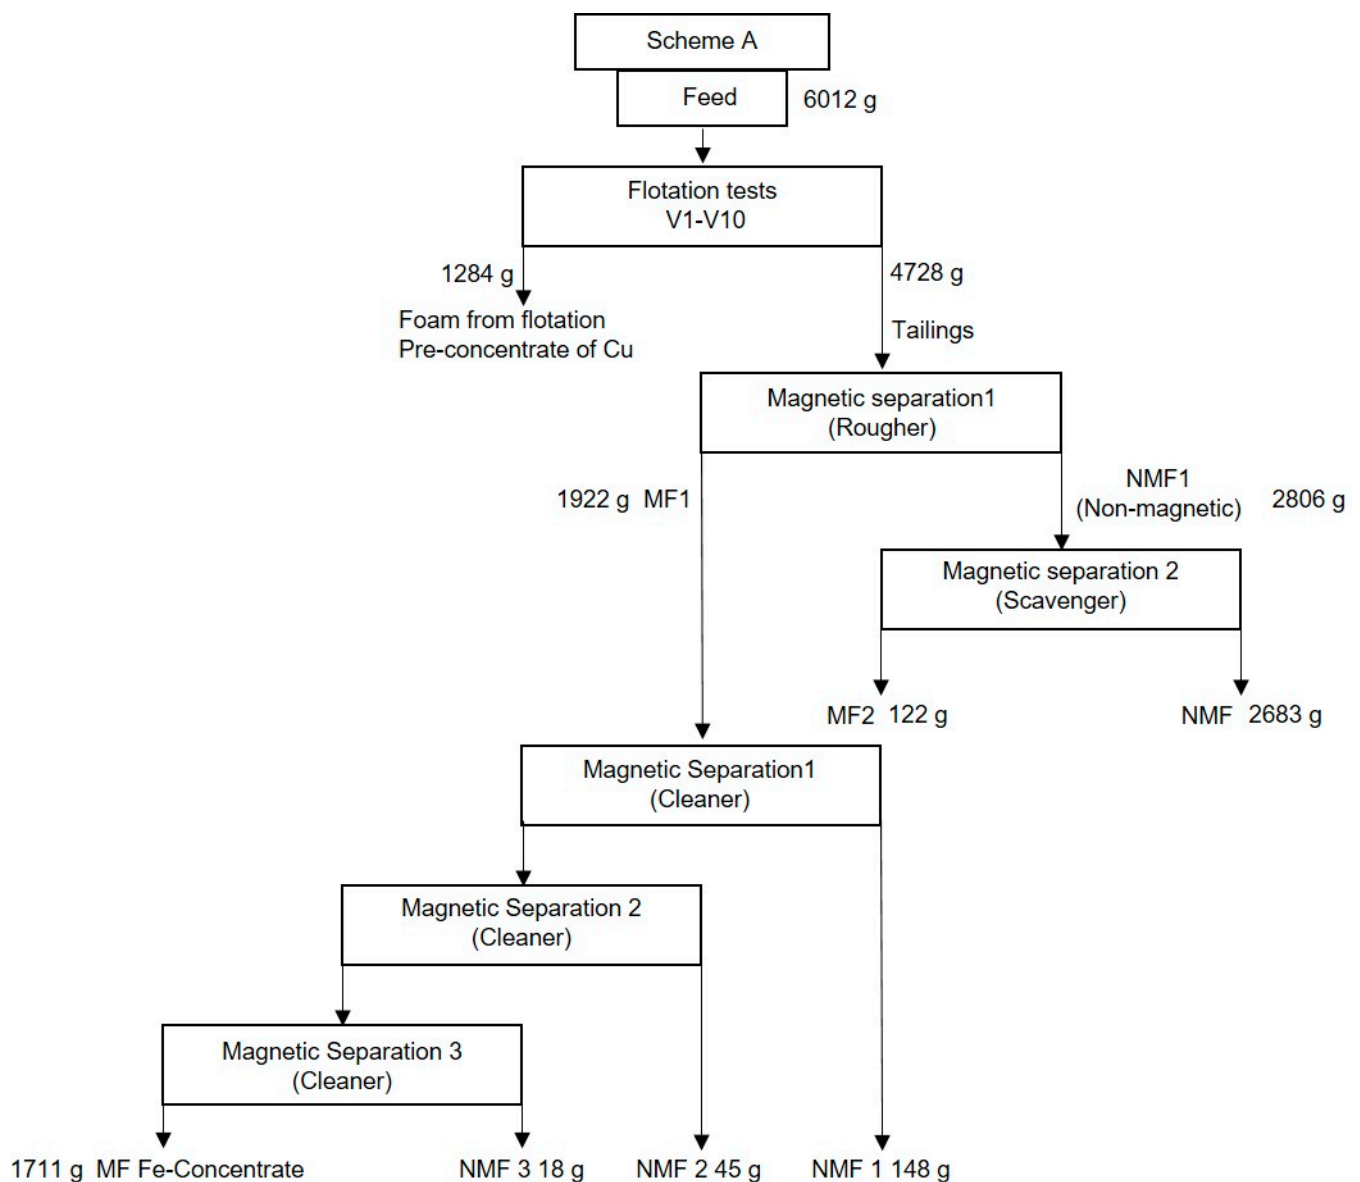 Scheme A
Feed 6012 g
Flotation tests
V1-V10
1284 g
4728 g
Foam from flotation
Pre-concentrate of Cu
Tailings
Magnetic separation1
(Rougher)
1922 g MF1
NMF1
(Non-magnetic)
2806 g
Magnetic separation 2
(Scavenger)
MF2 122 g
NMF 2683 g
Magnetic Separation1
(Cleaner)
Magnetic Separation 2
(Cleaner)
Magnetic Separation 3
(Cleaner)
1711 g MF Fe-Concentrate
NMF 3 18 g
NMF 2 45 g
NMF 1 148 g